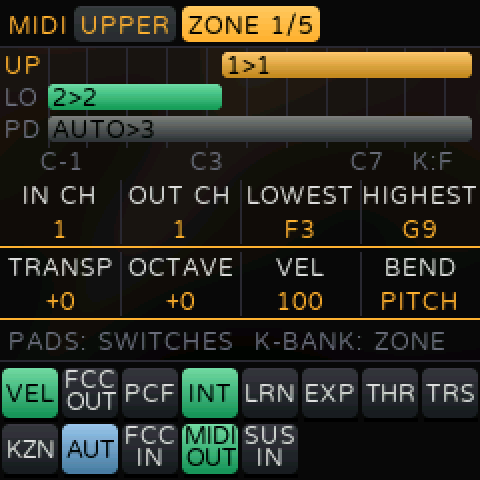 MIDI UPPER ZONE 1/5
UP 1>1
LO 2>2
PD AUTO>3
C-1 C3 C7 K:F
IN CH OUT CH LOWEST HIGHEST
1 1 F3 G9
TRANSP OCTAVE VEL BEND
+0 +0 100 PITCH
PADS: SWITCHES K-BANK: ZONE
VEL FCC OUT PCF INT LRN EXP THR TRS
KZN AUT FCC IN MIDI OUT SUS IN